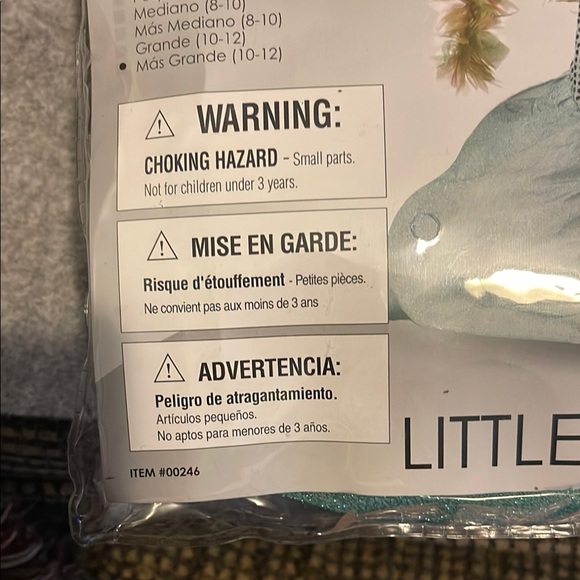 Mediano (8-10)
Más Mediano (8-10)
Grande (10-12)
• Más Grande (10-12)
WARNING:
CHOKING HAZARD - Small parts.
Not for children under 3 years.
MISE EN GARDE:
Risque d'étouffement - Petites pièces.
Ne convient pas aux moins de 3 ans
ADVERTENCIA:
Peligro de atragantamiento.
Artículos pequeños.
No aptos para menores de 3 años.
ITEM #00246
LITTLE